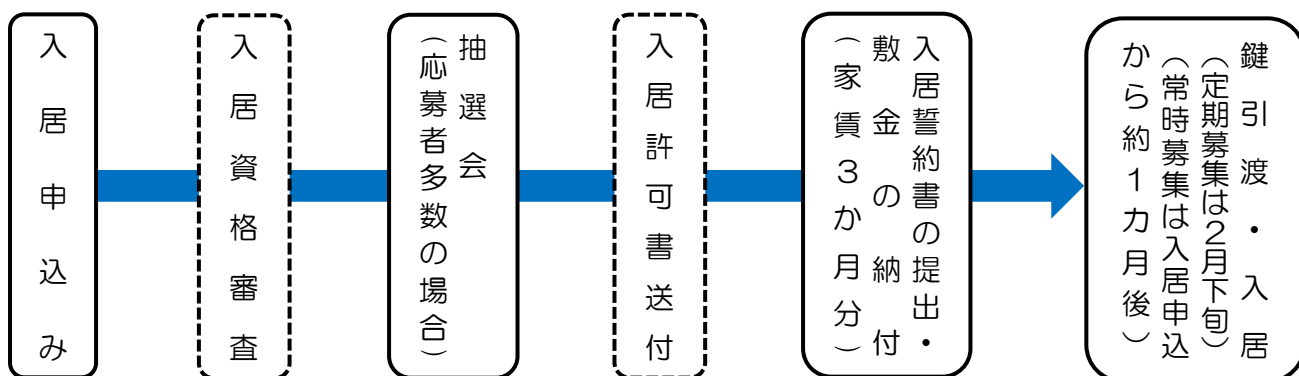 入居申込み
入居資格審査
抽選会
（応募者多数の場合）
入居許可書送付
入居誓約書の提出・
敷金の納付
（家賃３か月分）
鍵引渡・入居
（定期募集は２月下旬）
（常時募集は入居申込
から約１カ月後）